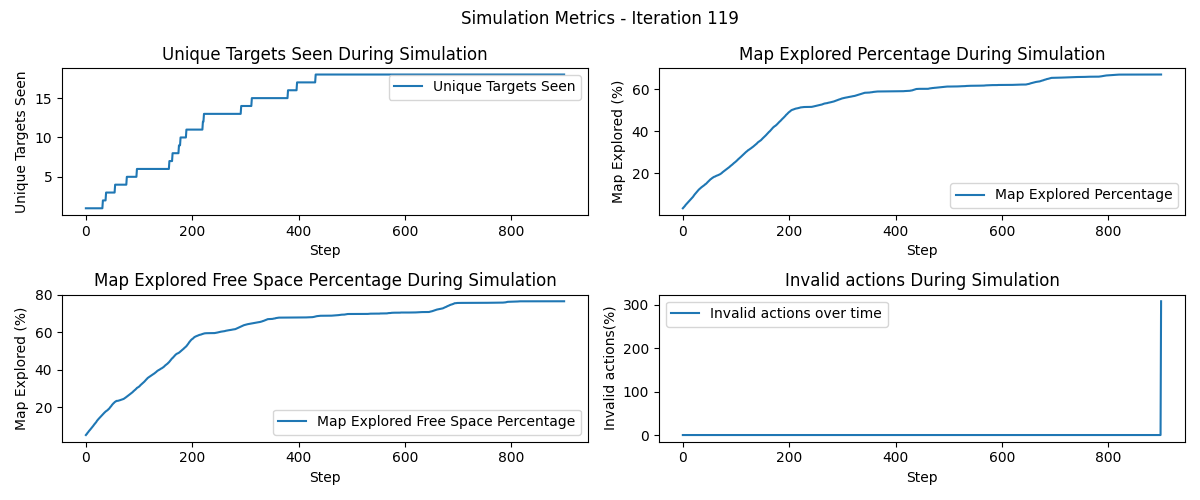 Simulation Metrics - Iteration 119
Unique Targets Seen During Simulation
Unique Targets Seen
15
10
5
Unique Targets Seen
0
200
400
600
800
Step
Map Explored Percentage During Simulation
Map Explored (%)
60
40
20
Map Explored Percentage
0
200
400
600
800
Step
Map Explored Free Space Percentage During Simulation
Map Explored (%)
80
60
40
20
Map Explored Free Space Percentage
0
200
400
600
800
Step
Invalid actions During Simulation
Invalid actions(%)
300
200
100
0
Invalid actions over time
0
200
400
600
800
Step